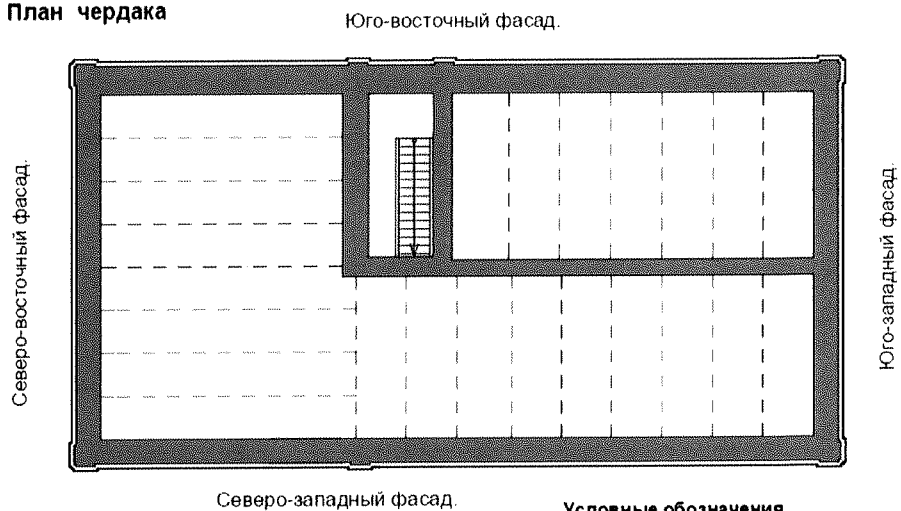 План чердака
Юго-восточный фасад.
Северо-восточный фасад.
Юго-западный фасад.
Северо-западный фасад.
Условные обозначения